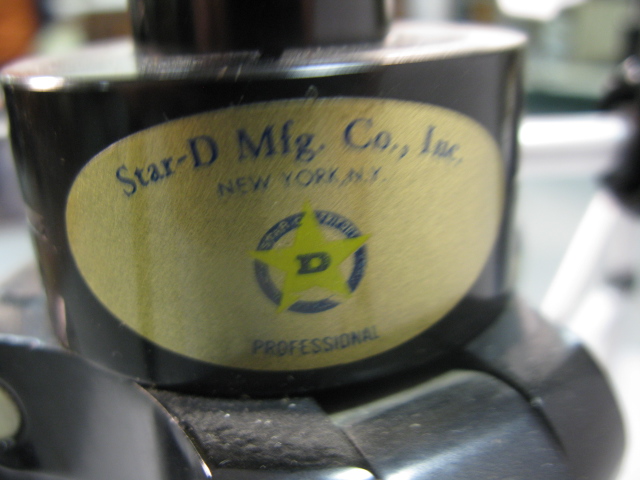 Star-D Mfg. Co., Inc.
NEW YORK, N.Y.
D
PROFESSIONAL